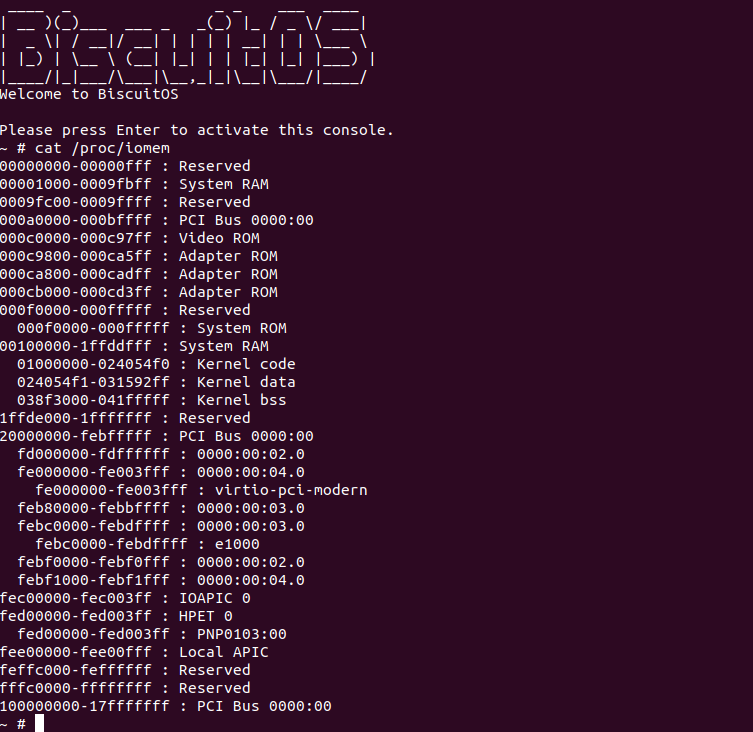 ____  _                _ _    ___  ____
| __ )(_)___  ___ _   _(_) |_ / _ \/ ___|
|  _ \| / __|/ __| | | | | __| | | \___ \
| |_) | \__ \ (__| |_| | | |_| |_| |___) |
|____/|_|___/\___|\__,_|_|\__|\___/|____/
Welcome to BiscuitOS
Please press Enter to activate this console.
~ # cat /proc/iomem
00000000-00000fff : Reserved
00001000-0009fbff : System RAM
0009fc00-0009ffff : Reserved
000a0000-000bffff : PCI Bus 0000:00
000c0000-000c97ff : Video ROM
000c9800-000ca5ff : Adapter ROM
000ca800-000cadff : Adapter ROM
000cb000-000cd3ff : Adapter ROM
000f0000-000fffff : Reserved
  000f0000-000fffff : System ROM
00100000-1ffddfff : System RAM
  01000000-024054f0 : Kernel code
  024054f1-031592ff : Kernel data
  038f3000-041fffff : Kernel bss
1ffde000-1fffffff : Reserved
20000000-febfffff : PCI Bus 0000:00
  fd000000-fdffffff : 0000:00:02.0
  fe000000-fe003fff : 0000:00:04.0
    fe000000-fe003fff : virtio-pci-modern
  feb80000-febbffff : 0000:00:03.0
  febc0000-febdffff : 0000:00:03.0
    febc0000-febdffff : e1000
  febf0000-febf0fff : 0000:00:02.0
  febf1000-febf1fff : 0000:00:04.0
fec00000-fec003ff : IOAPIC 0
fed00000-fed003ff : HPET 0
  fed00000-fed003ff : PNP0103:00
fee00000-fee00fff : Local APIC
feffc000-feffffff : Reserved
fffc0000-ffffffff : Reserved
100000000-17fffffff : PCI Bus 0000:00
~ #